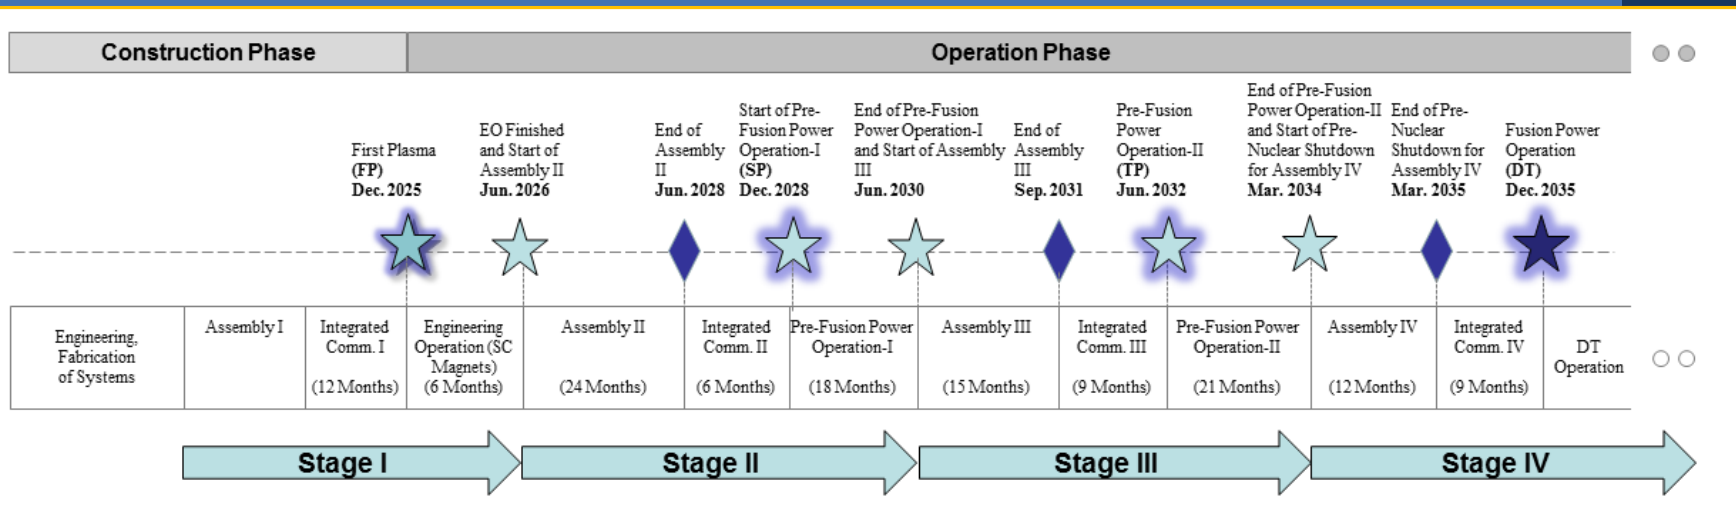 Construction Phase
Operation Phase
First Plasma
(FP)
Dec. 2025
EO Finished
and Start of
Assembly II
Jun. 2026
End of
Assembly
II
Jun. 2028
Start of Pre-
Fusion Power
Operation-I
(SP)
Dec. 2028
End of Pre-Fusion
Power Operation-I
and Start of Assembly
III
Jun. 2030
End of
Assembly
III
Sep. 2031
Pre-Fusion
Power
Operation-II
(TP)
Jun. 2032
End of Pre-Fusion
Power Operation-II
and Start of Pre-
Nuclear Shutdown
for Assembly IV
Mar. 2034
End of Pre-
Nuclear
Shutdown for
Assembly IV
Mar. 2035
Fusion Power
Operation
(DT)
Dec. 2035
Engineering,
Fabrication
of Systems
Assembly I
Integrated
Comm. I
(12 Months)
Engineering
Operation (SC
Magnets)
(6 Months)
Assembly II
(24 Months)
Integrated
Comm. II
(6 Months)
Pre-Fusion Power
Operation-I
(18 Months)
Assembly III
(15 Months)
Integrated
Comm. III
(9 Months)
Pre-Fusion Power
Operation-II
(21 Months)
Assembly IV
(12 Months)
Integrated
Comm. IV
(9 Months)
DT
Operation
Stage I
Stage II
Stage III
Stage IV